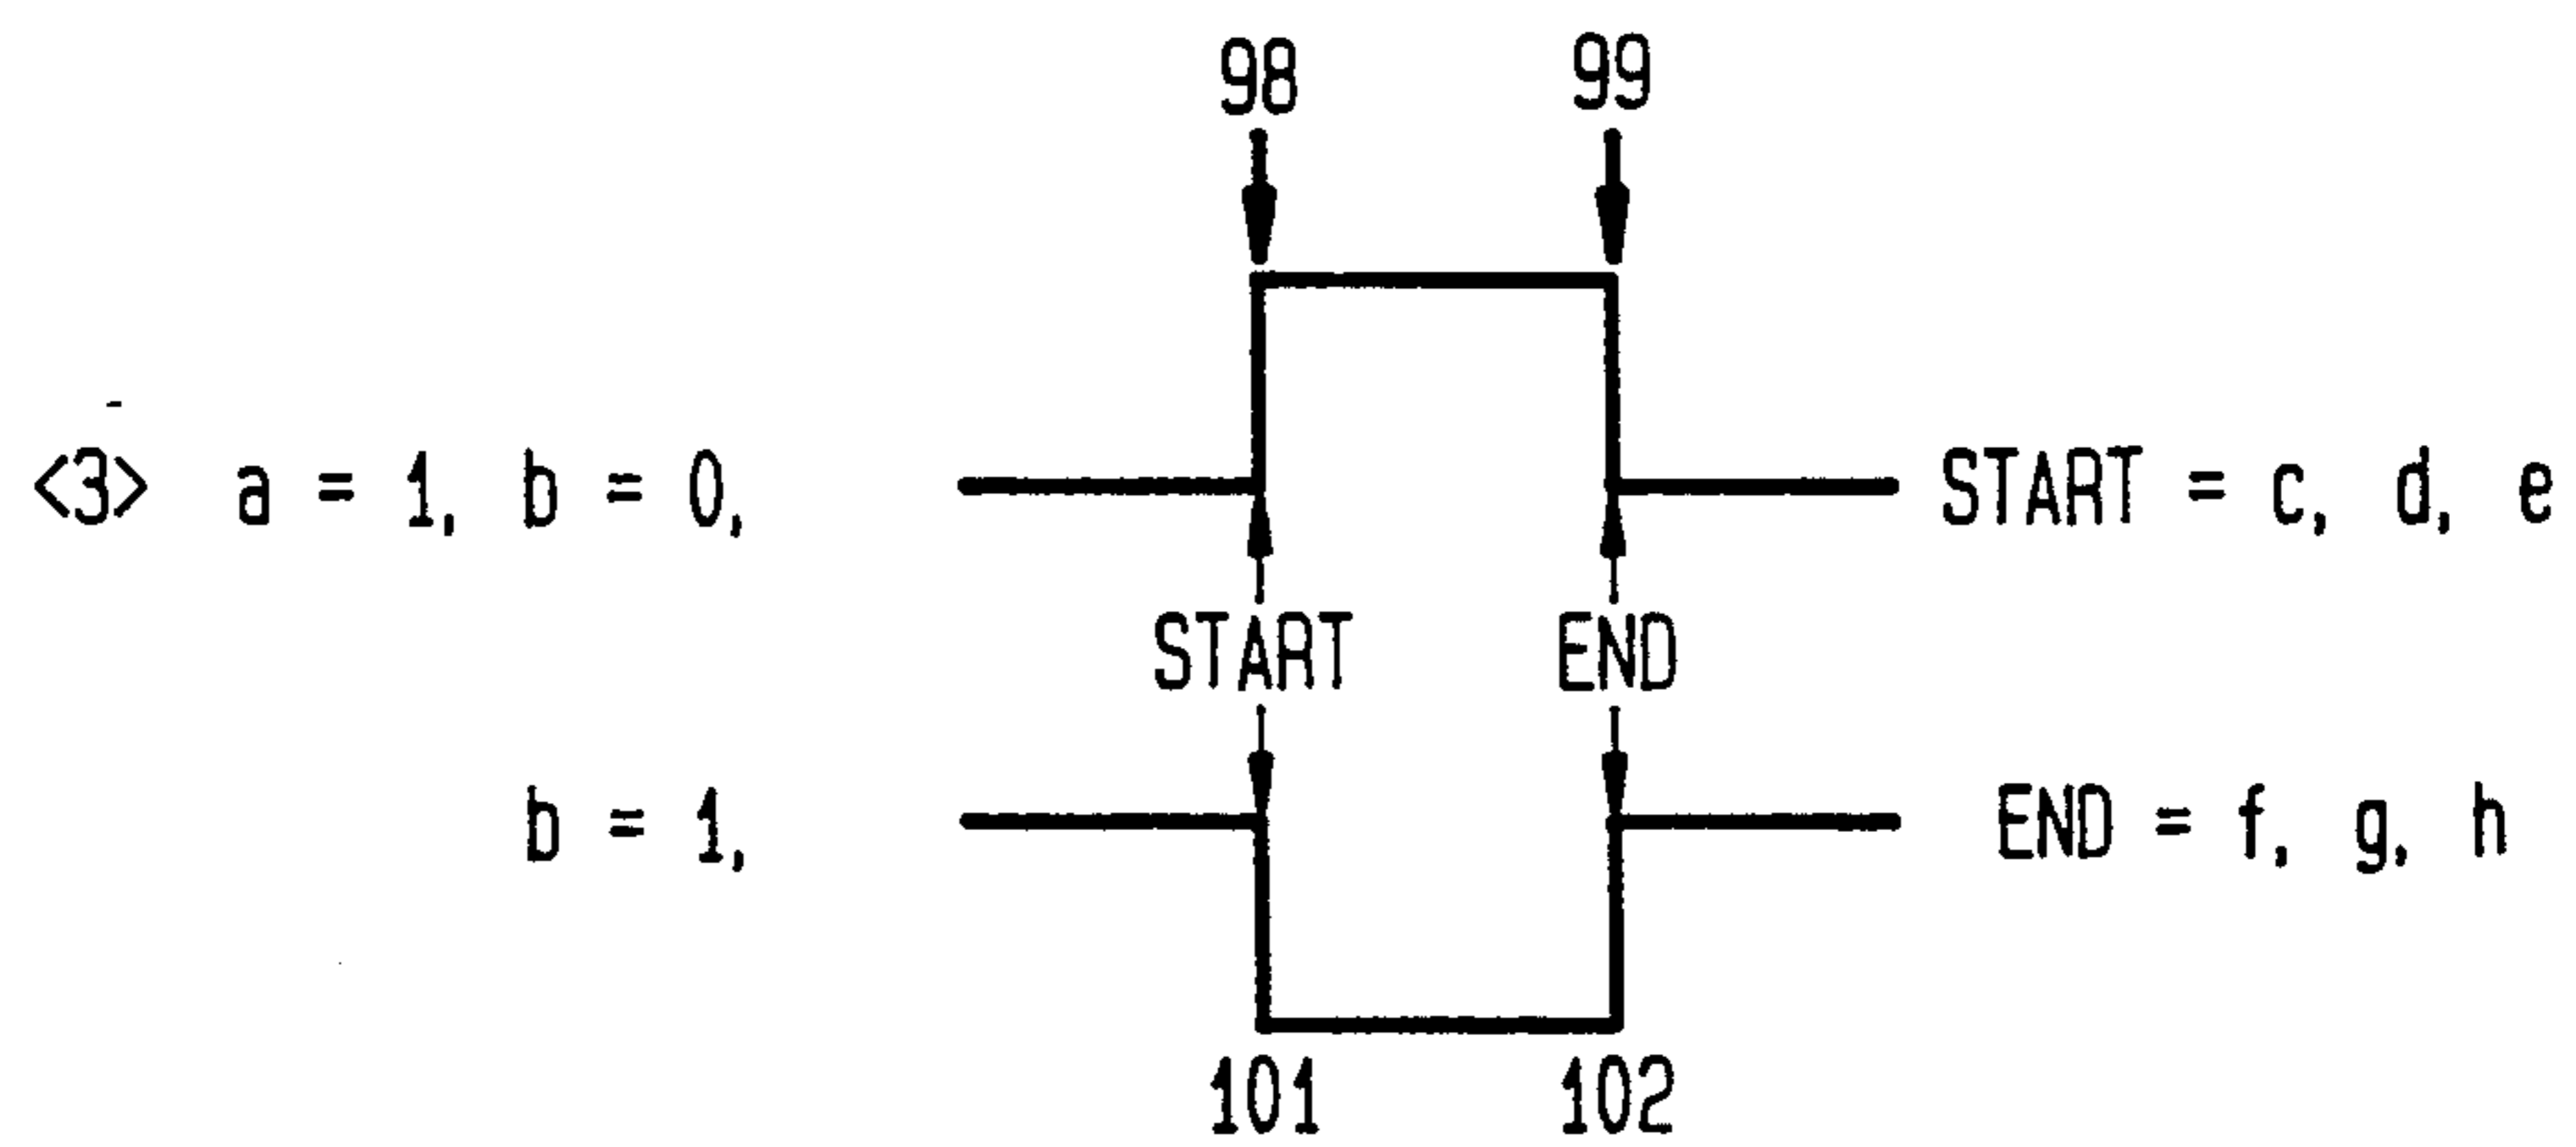 98 99
<3> a = 1, b = 0, START = c, d, e
START END
b = 1, END = f, g, h
101 102